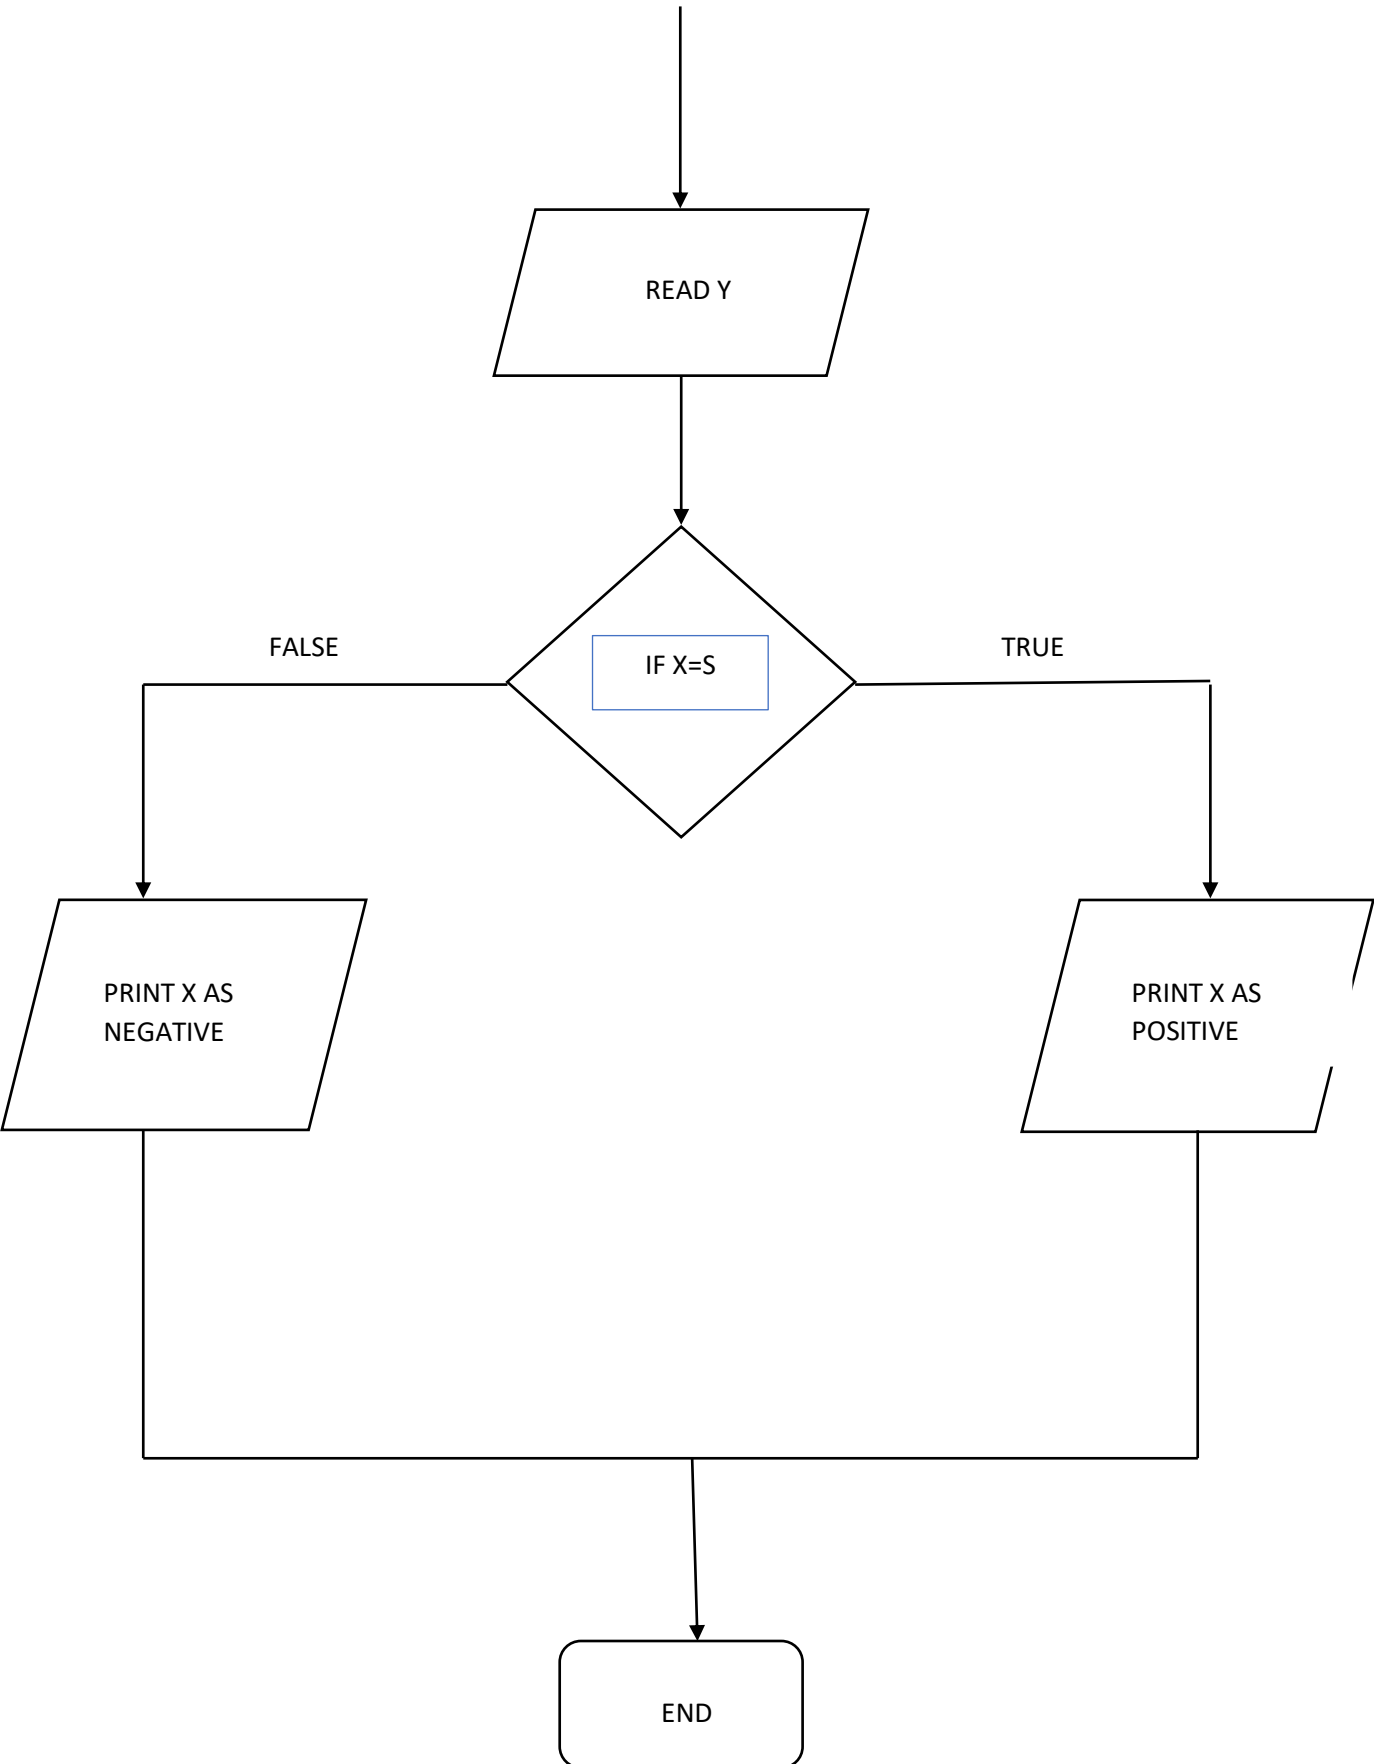 READ Y
FALSE
IF X=S
TRUE
PRINT X AS
NEGATIVE
PRINT X AS
POSITIVE
END